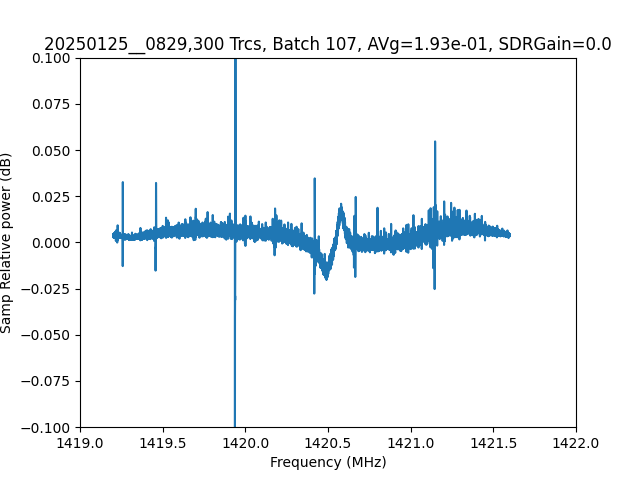 20250125__0829,300 Trcs, Batch 107, AVg=1.93e-01, SDRGain=0.0
0.100
0.075
0.050
0.025
0.000
−0.025
−0.050
−0.075
−0.100
Samp Relative power (dB)
1419.0 1419.5 1420.0 1420.5 1421.0 1421.5 1422.0
Frequency (MHz)